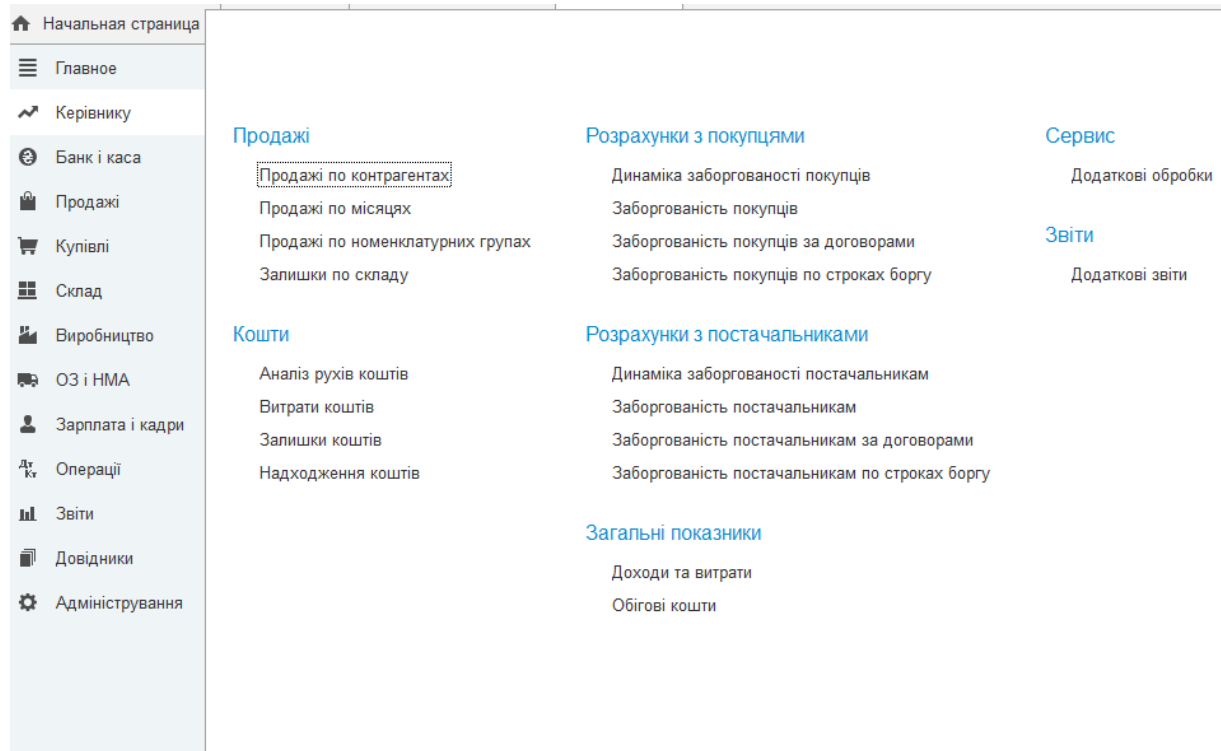 Начальная страница
Главное
Керівнику
Банк і каса
Продажі
Купівлі
Склад
Виробництво
ОЗ і НМА
Зарплата і кадри
Дт Кт Операції
Звіти
Довідники
Адміністрування
Продажі
Продажі по контрагентах
Продажі по місяцях
Продажі по номенклатурних групах
Залишки по складу
Кошти
Аналіз рухів коштів
Витрати коштів
Залишки коштів
Надходження коштів
Розрахунки з покупцями
Динаміка заборгованості покупців
Заборгованість покупців
Заборгованість покупців за договорами
Заборгованість покупців по строках боргу
Розрахунки з постачальниками
Динаміка заборгованості постачальникам
Заборгованість постачальникам
Заборгованість постачальникам за договорами
Заборгованість постачальникам по строках боргу
Загальні показники
Доходи та витрати
Обігові кошти
Сервис
Додаткові обробки
Звіти
Додаткові звіти